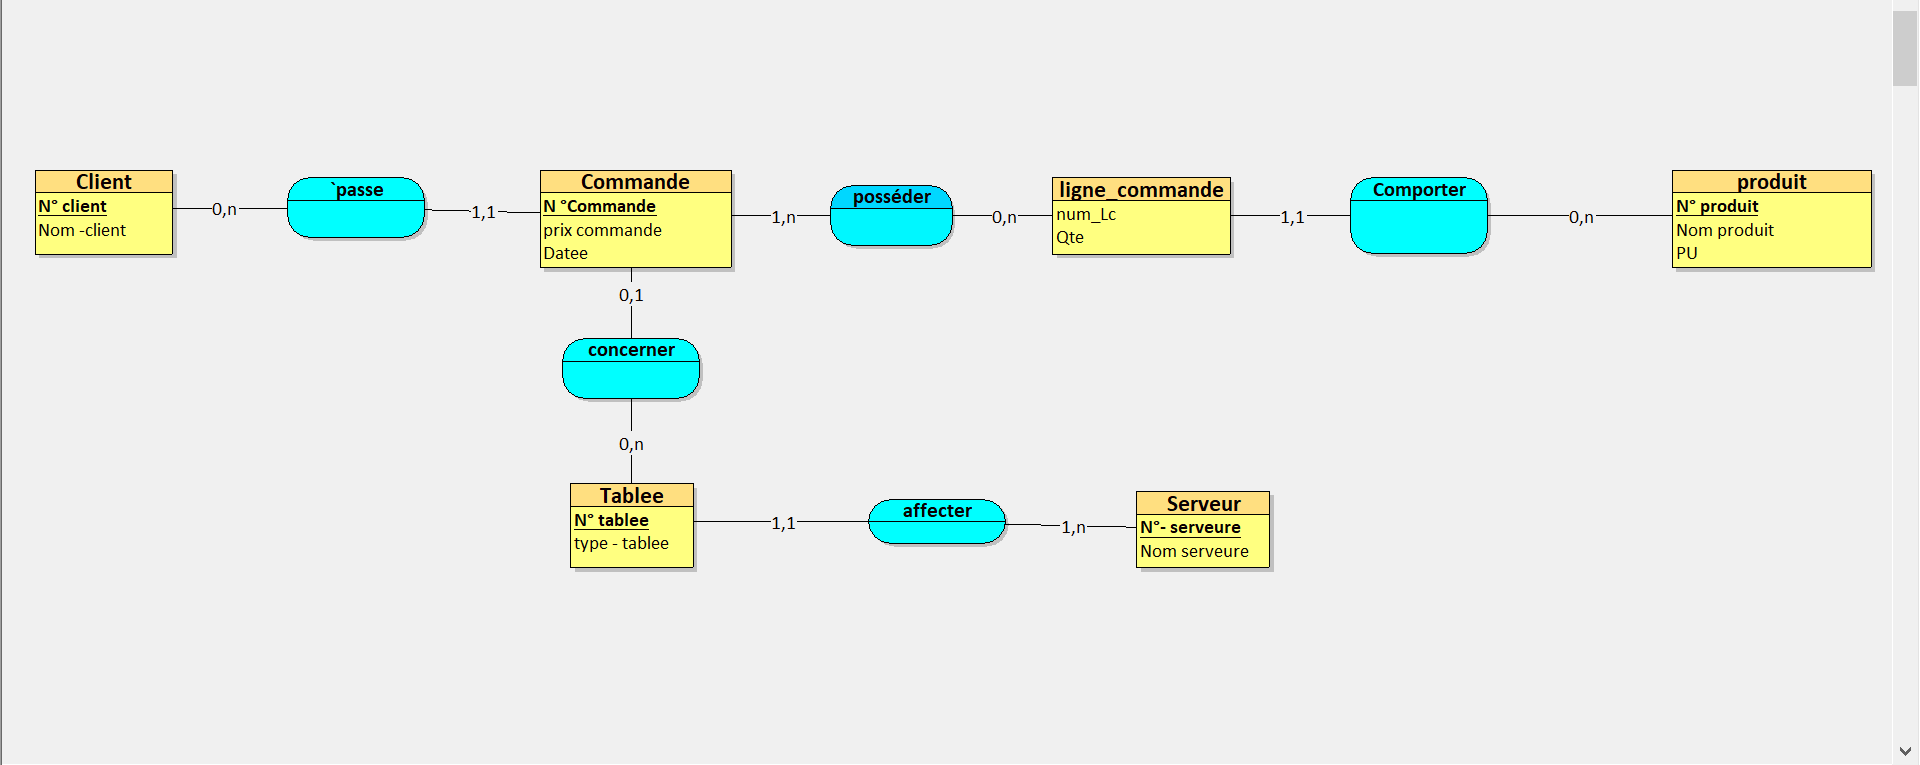 Client
N° client
Nom -client
0,n
`passe
1,1
Commande
N °Commande
prix commande
Datee
1,n
posséder
0,n
ligne_commande
num_Lc
Qte
1,1
Comporter
0,n
produit
N° produit
Nom produit
PU
0,1
concerner
0,n
Tablee
N° tablee
type - tablee
1,1
affecter
1,n
Serveur
N°- serveure
Nom serveure